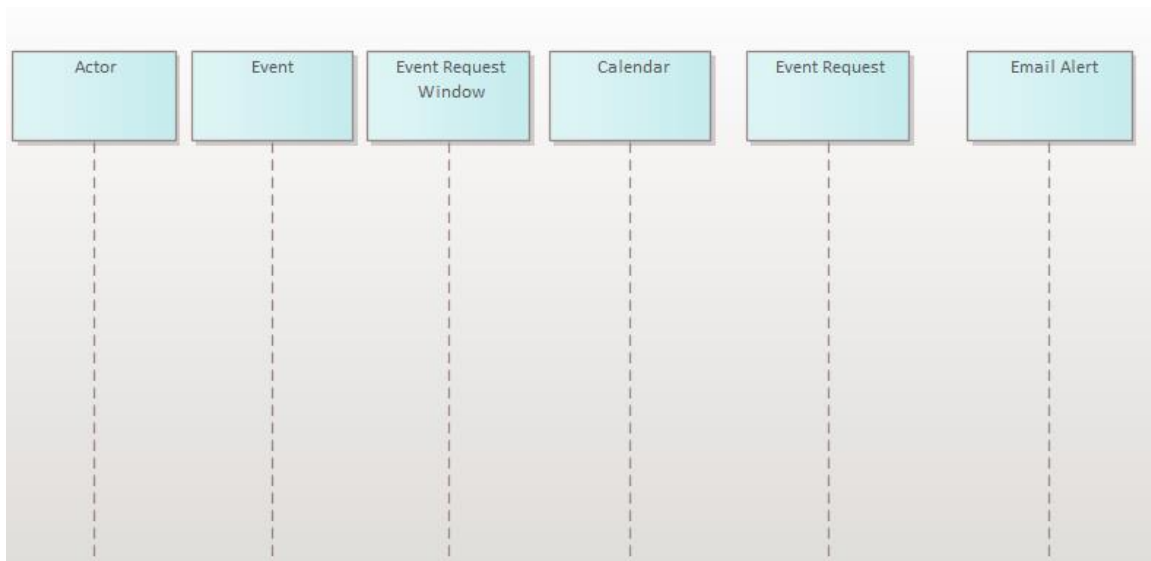 Actor
Event
Event Request
Window
Calendar
Event Request
Email Alert